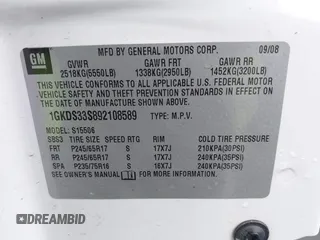 GM
MFD BY GENERAL MOTORS CORP. 09/08
GVWR GAWR FRT GAWR RR
2518KG(5550LB) 1338KG(2950LB) 1452KG(3200LB)
THIS VEHICLE CONFORMS TO ALL APPLICABLE U.S. FEDERAL
MOTOR VEHICLE SAFETY AND THEFT PREVENTION STANDARDS
IN EFFECT ON THE DATE OF MANUFACTURE SHOWN ABOVE.
1GKDS33S892108589 TYPE: M.P.V.
MODEL: S15506
SBS3 TIRE SIZE SPEED RTG RIM COLD TIRE PRESSURE
FRT P245/65R17 S 17X7J 210KPA(30PSI)
RR P245/65R17 S 17X7J 240KPA(35PSI)
SPA P235/75R16 S 16X7J 240KPA(35PSI)
SEE OWNER'S MANUAL FOR MORE INFORMATION.
DREAMBID
.COM